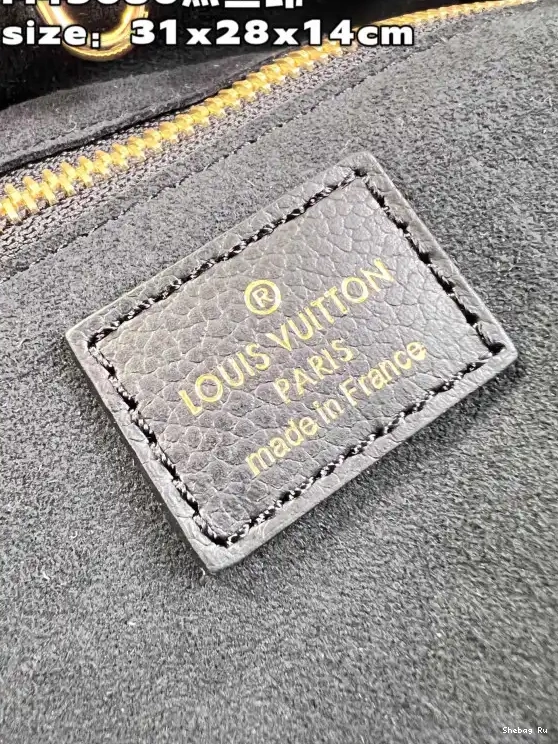 size: 31x28x14cm
®
LOUIS VUITTON
PARIS
made in France
Shebag Ru